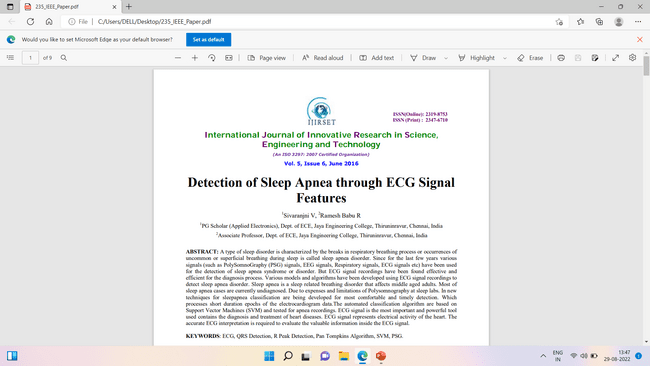 235_IEEE_Paper.pdf
File
C:/Users/DELL/Desktop/235_IEEE_Paper.pdf
Would you like to set Microsoft Edge as your default browser?
Set as default
1 of 9
Page view
Read aloud
Add text
Draw
Highlight
Erase
IJIRSET
ISSN(Online): 2319-8753
ISSN (Print) : 2347-6710
International Journal of Innovative Research in Science,
Engineering and Technology
(An ISO 3297: 2007 Certified Organization)
Vol. 5, Issue 6, June 2016
Detection of Sleep Apnea through ECG Signal
Features
1Sivaranjni V, 2Ramesh Babu R
1PG Scholar (Applied Electronics), Dept. of ECE, Jaya Engineering College, Thiruninravur, Chennai, India
2Associate Professor, Dept. of ECE, Jaya Engineering College, Thiruninravur, Chennai, India
ABSTRACT: A type of sleep disorder is characterized by the breaks in respiratory breathing process or occurrences of
uncommon or superficial breathing during sleep is called sleep apnea disorder. Since for the last few years various
signals (such as PolySomnoGraphy (PSG) signals, EEG signals, Respiratory signals, ECG signals etc) have been used
for the detection of sleep apnea syndrome or disorder. But ECG signal recordings have been found effective and
efficient for the diagnosis process. Various models and algorithms have been developed using ECG signal recordings to
detect sleep apnea disorder. Sleep apnea is a sleep related breathing disorder that affects middle aged adults. Most of
sleep apnea cases are currently undiagnosed. Due to expenses and limitations of Polysomnography at sleep labs. In new
techniques for sleepapnea classification are being developed for most comfortable and timely detection. Which
processes short duration epochs of the electrocardiogram data.The automated classification algorithm are based on
Support Vector Machines (SVM) and tested for apnea recordings. ECG signal is the most important and powerful tool
used contains the diagnosis and treatment of heart diseases. ECG signal represents electrical activity of the heart. The
accurate ECG interpretation is required to evaluate the valuable information inside the ECG signal.
KEYWORDS: ECG, QRS Detection, R Peak Detection, Pan Tompkins Algorithm, SVM, PSG
ENG
IN
13:47
29-08-2022